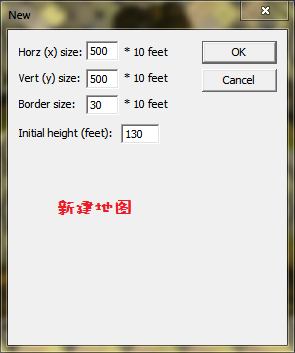 New
Horz (x) size: 500 * 10 feet
OK
Vert (y) size: 500 * 10 feet
Cancel
Border size: 30 * 10 feet
Initial height (feet): 130
新建地图